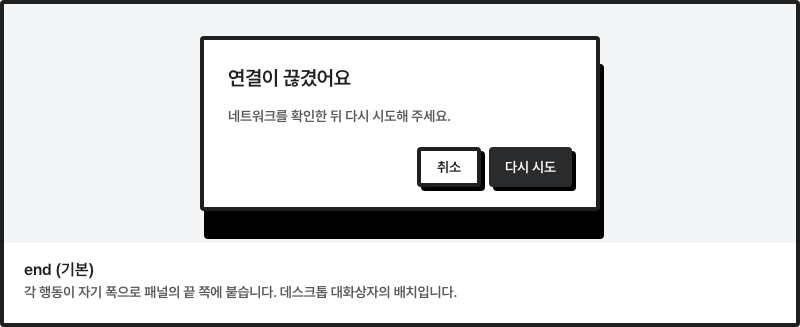 연결이 끊겼어요
네트워크를 확인한 뒤 다시 시도해 주세요.
취소 다시 시도
end (기본)
각 행동이 자기 폭으로 패널의 끝 쪽에 붙습니다. 데스크톱 대화상자의 배치입니다.